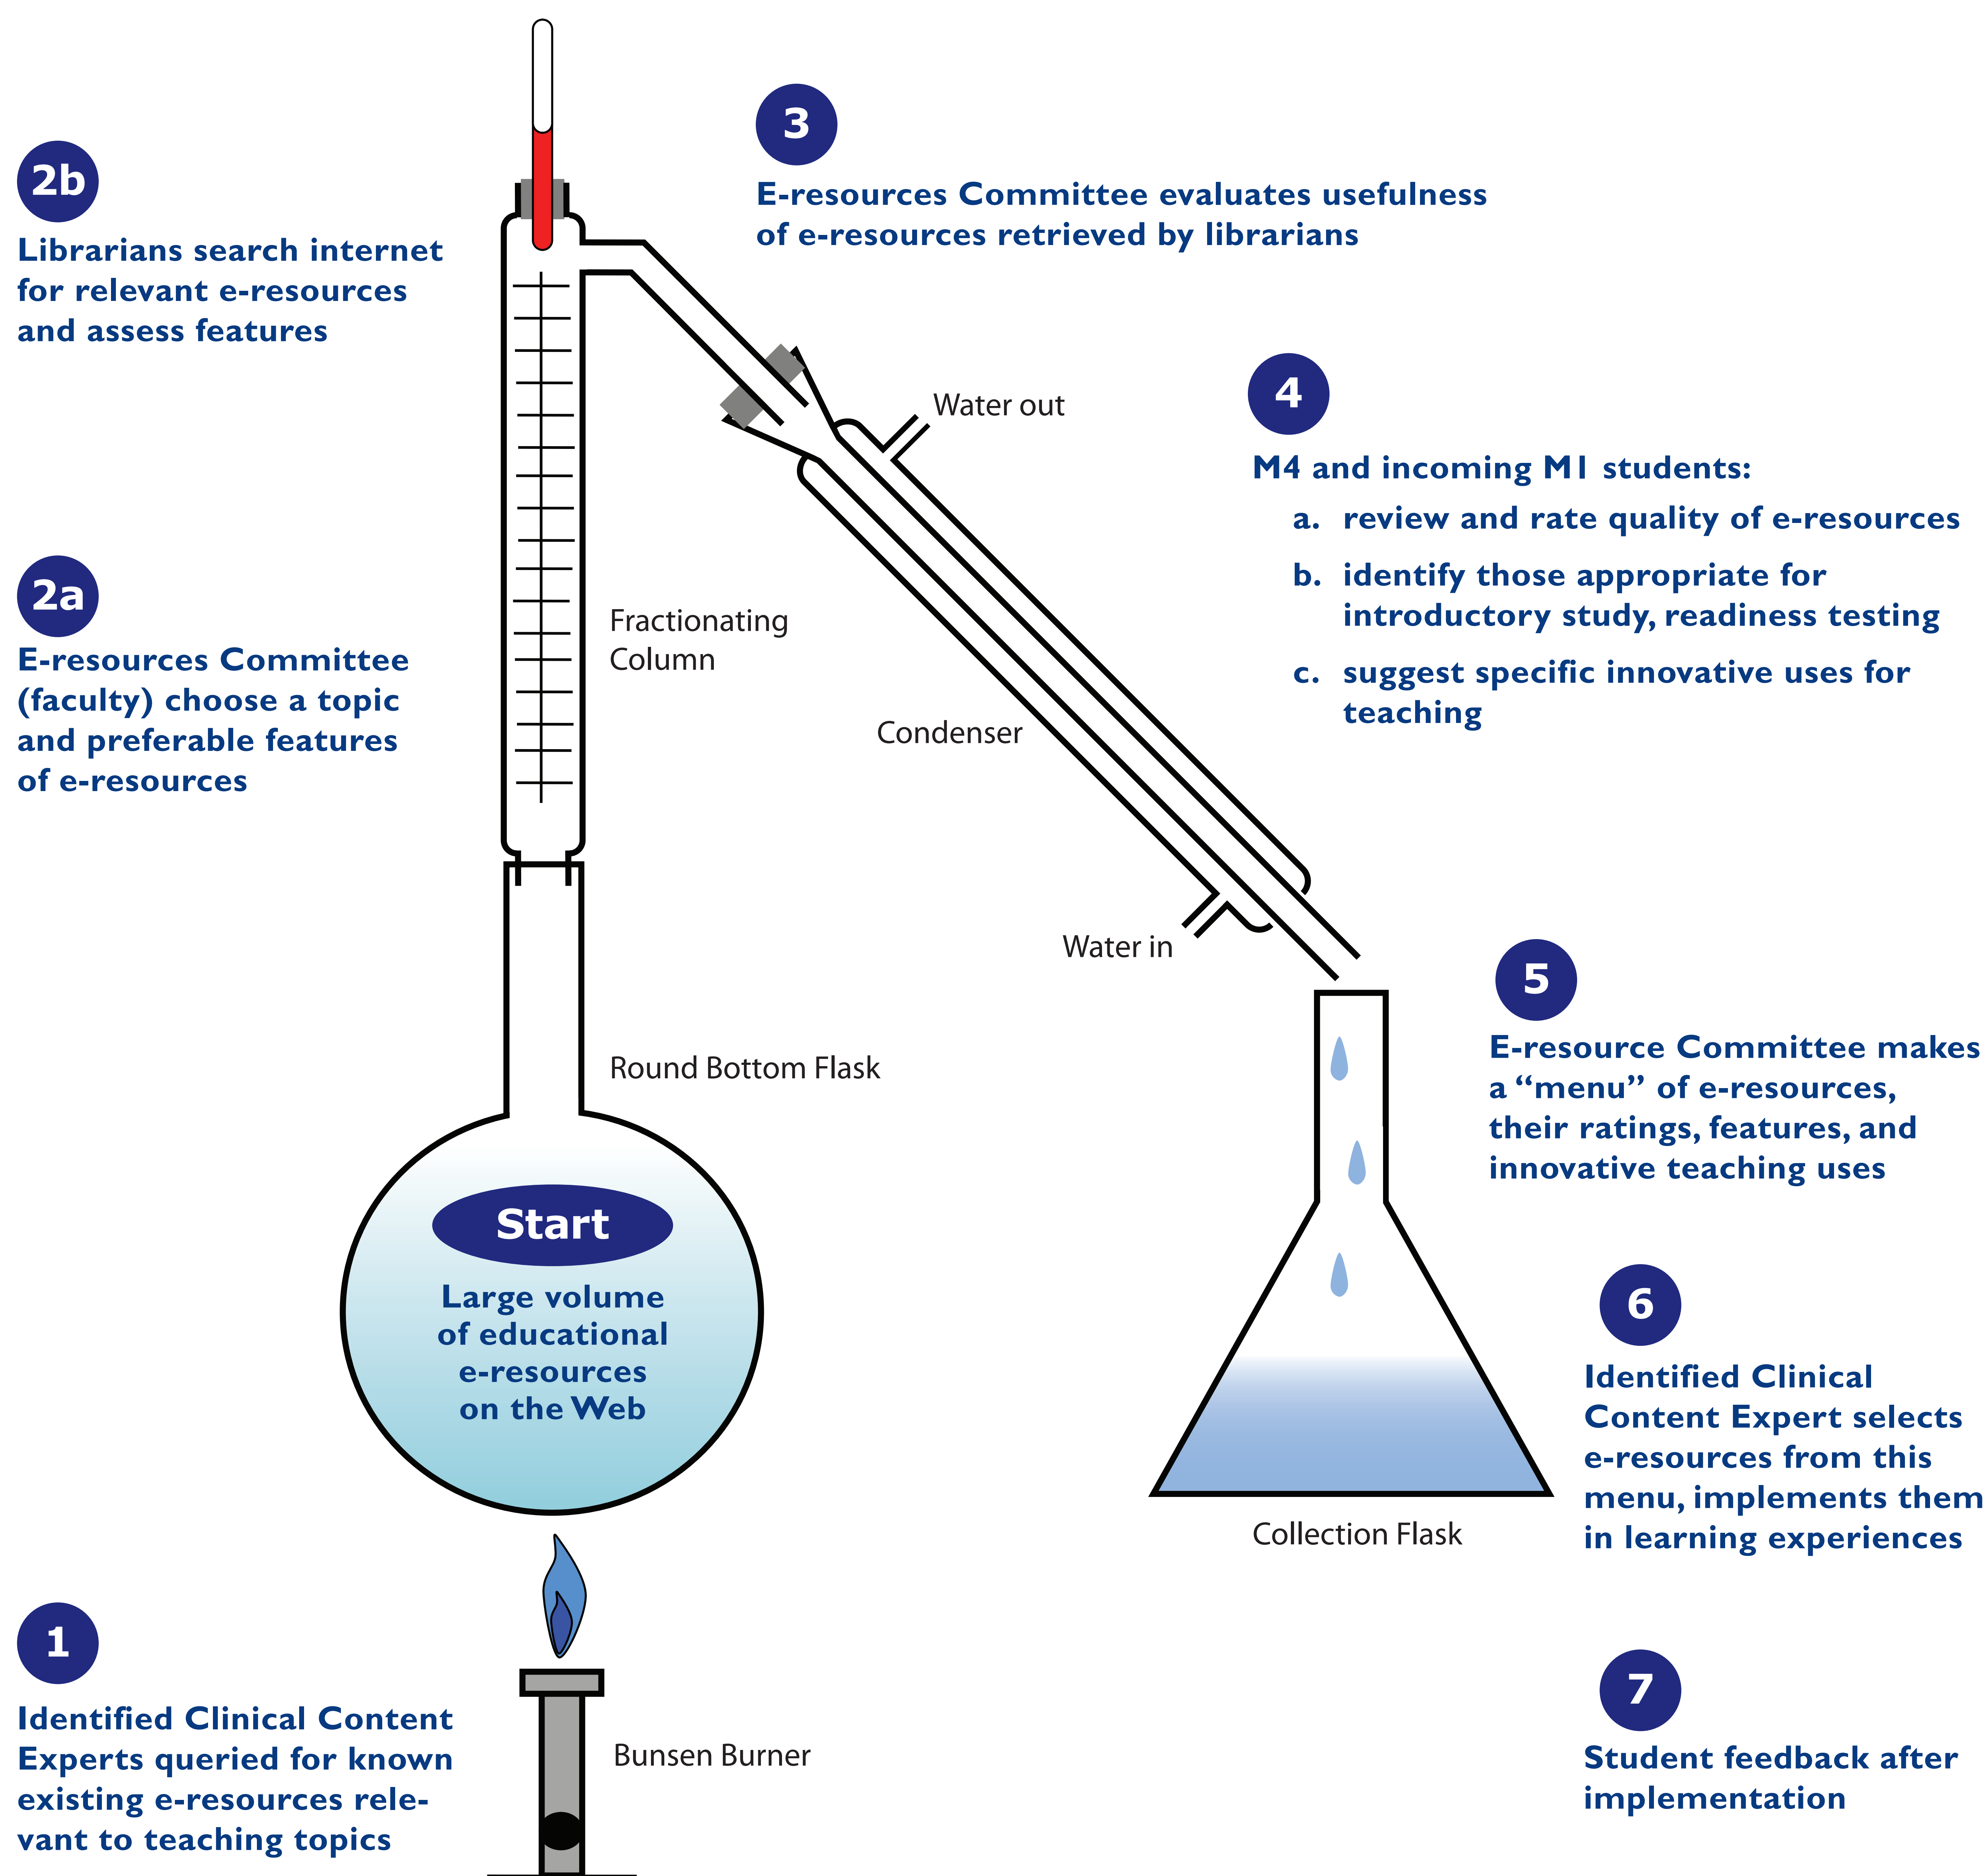 2b
Librarians search internet
for relevant e-resources
and assess features
3
E-resources Committee evaluates usefulness
of e-resources retrieved by librarians
Water out
4
M4 and incoming M1 students:
a. review and rate quality of e-resources
b. identify those appropriate for
introductory study, readiness testing
c. suggest specific innovative uses for
teaching
2a
E-resources Committee
(faculty) choose a topic
and preferable features
of e-resources
Fractionating
Column
Condenser
Water in
5
E-resource Committee makes
a “menu” of e-resources,
their ratings, features, and
innovative teaching uses
Round Bottom Flask
Start
Large volume
of educational
e-resources
on the Web
6
Identified Clinical
Content Expert selects
e-resources from this
menu, implements them
in learning experiences
Collection Flask
1
Identified Clinical Content
Experts queried for known
existing e-resources rele-
vant to teaching topics
Bunsen Burner
7
Student feedback after
implementation